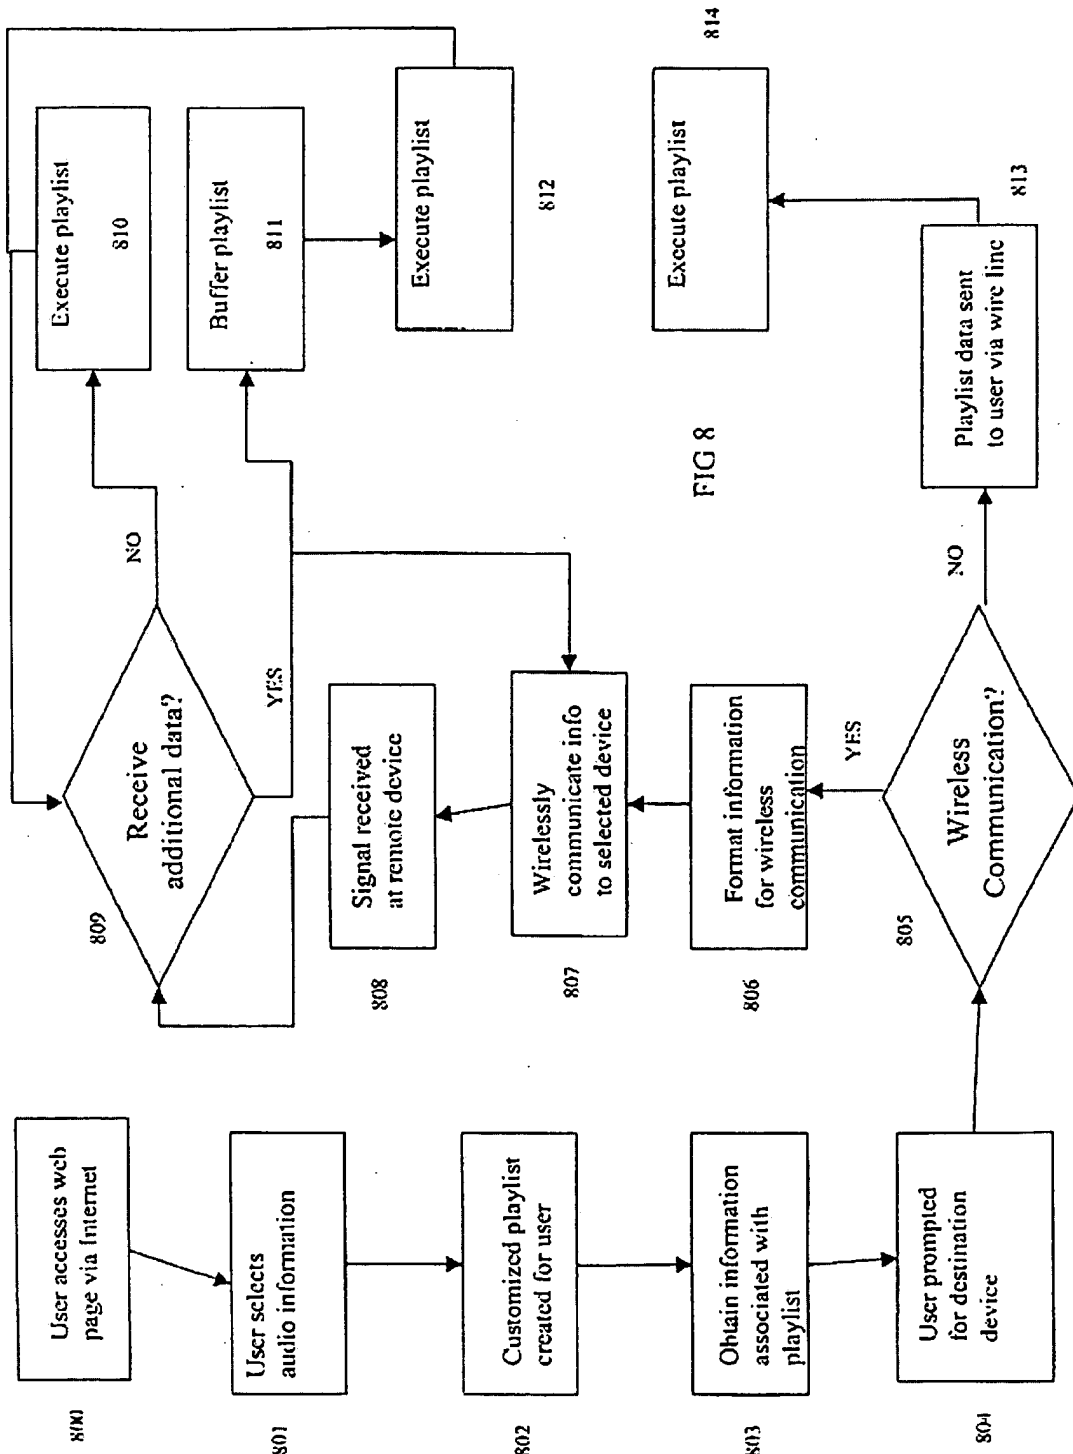 800
User accesses web
page via Internet
801
User selects
audio information
802
Customized playlist
created for user
803
Obtain information
associated with
playlist
804
User prompted
for destination
device
805
Wireless
Communication?
YES
NO
806
Format information
for wireless
communication
807
Wirelessly
communicate info
to selected device
808
Signal received
at remote device
809
Receive
additional data?
NO
YES
Execute playlist
810
Buffer playlist
811
Execute playlist
812
Playlist data sent
to user via wire line
813
Execute playlist
814
FIG 8